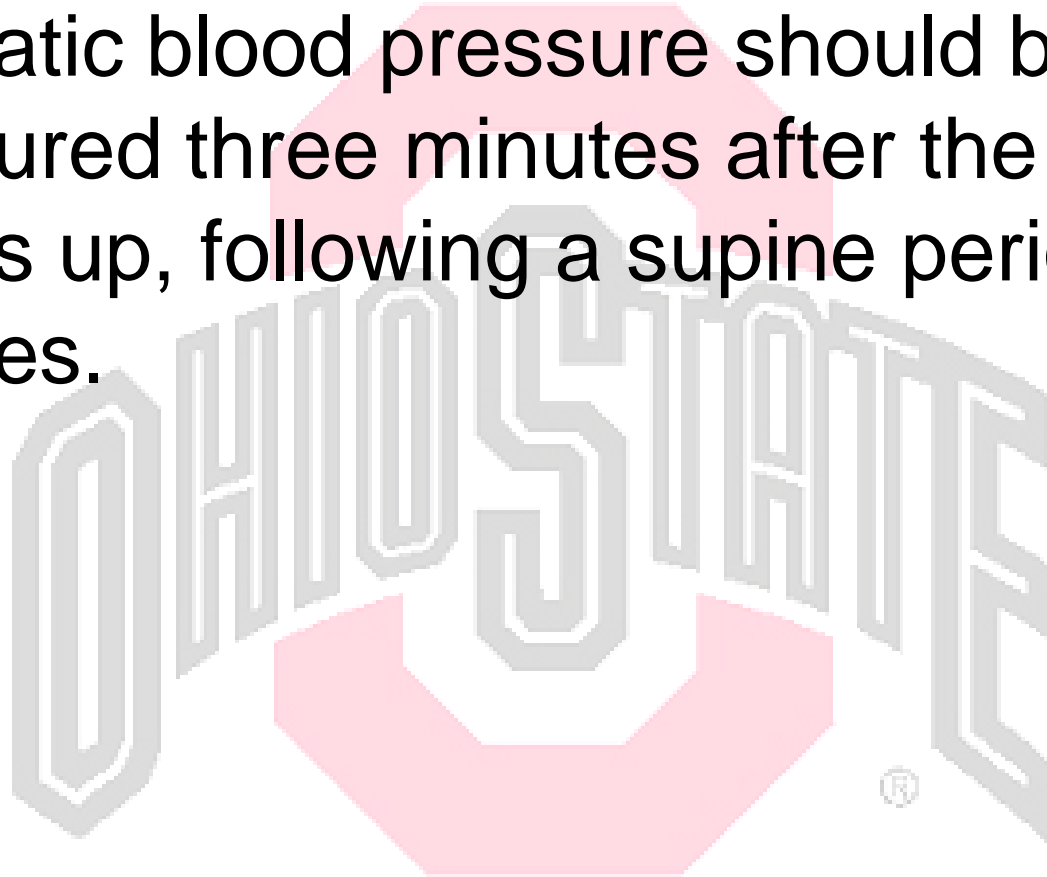 atic blood pressure should b
ured three minutes after the
s up, following a supine peri
es.
OHIO STATE
®